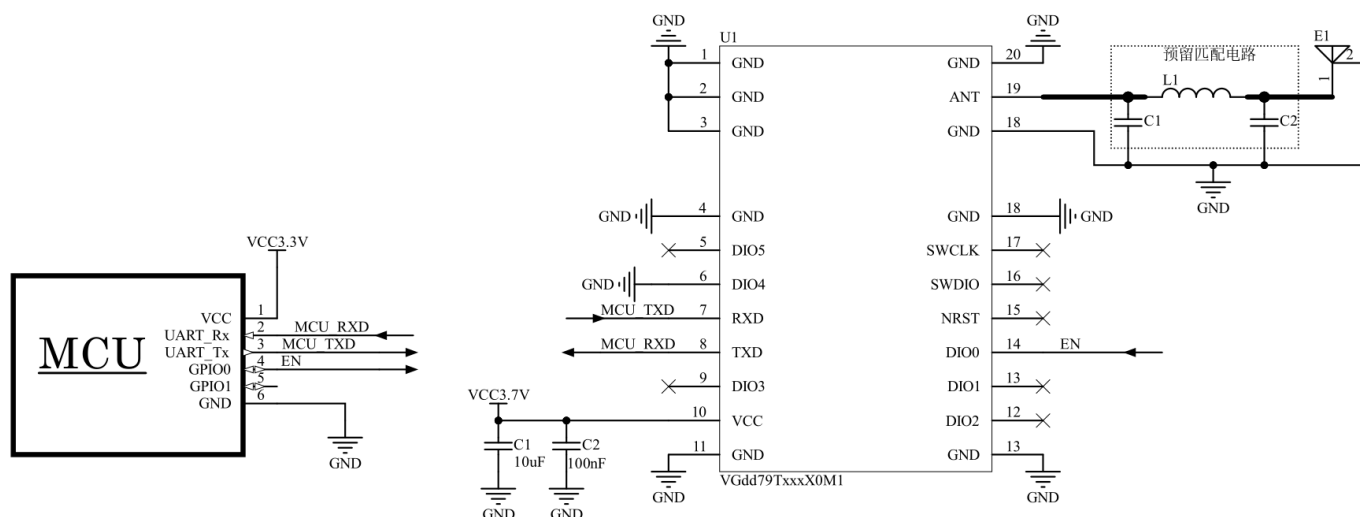 GND
U1
GND
E1
预留匹配电路
1 GND
GND 20
2
L1
1
2 GND
ANT 19
3 GND
GND 18
C1
C2
GND
GND 4 GND
GND 18 GND
VCC3.3V
5 DIO5
SWCLK 17
GND 6 DIO4
SWDIO 16
MCU
VCC 1
UART_Rx 2 MCU_RXD
UART_Tx 3 MCU_TXD
GPIO0 4 EN
GPIO1 5
GND 6
GND
MCU_TXD 7 RXD
NRST 15
MCU_RXD 8 TXD
DIO0 14 EN
9 DIO3
DIO1 13
VCC3.7V
10 VCC
DIO2 12
C1
10uF
C2
100nF
11 GND
GND 13
GND
GND
GND
GND
VGdd79TxxxX0M1